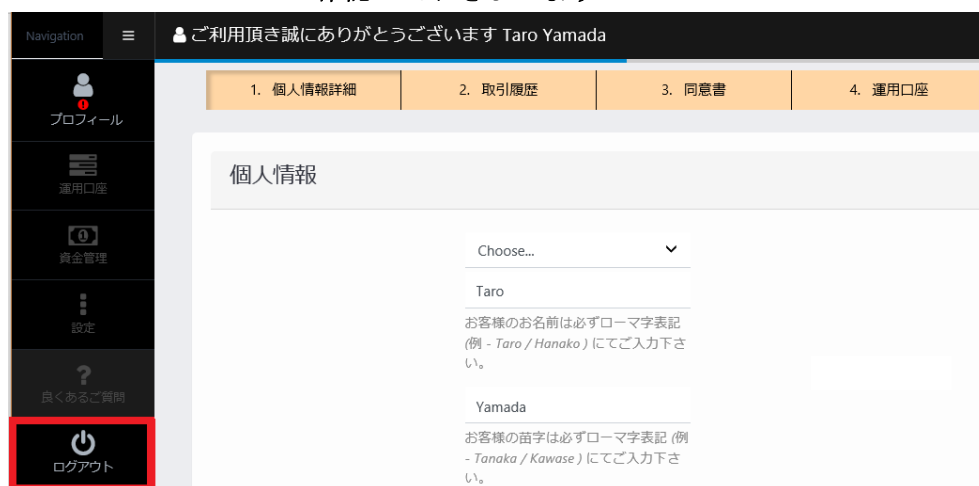 Navigation
ご利用頂き誠にありがとうございます Taro Yamada
1. 個人情報詳細
2. 取引履歴
3. 同意書
4. 運用口座
プロフィール
運用口座
資金管理
設定
良くあるご質問
ログアウト
個人情報
Choose...
Taro
お客様のお名前は必ずローマ字表記
(例 - Taro / Hanako ) にてご入力下さ
い。
Yamada
お客様の苗字は必ずローマ字表記 (例
- Tanaka / Kawase ) にてご入力下さ
い。